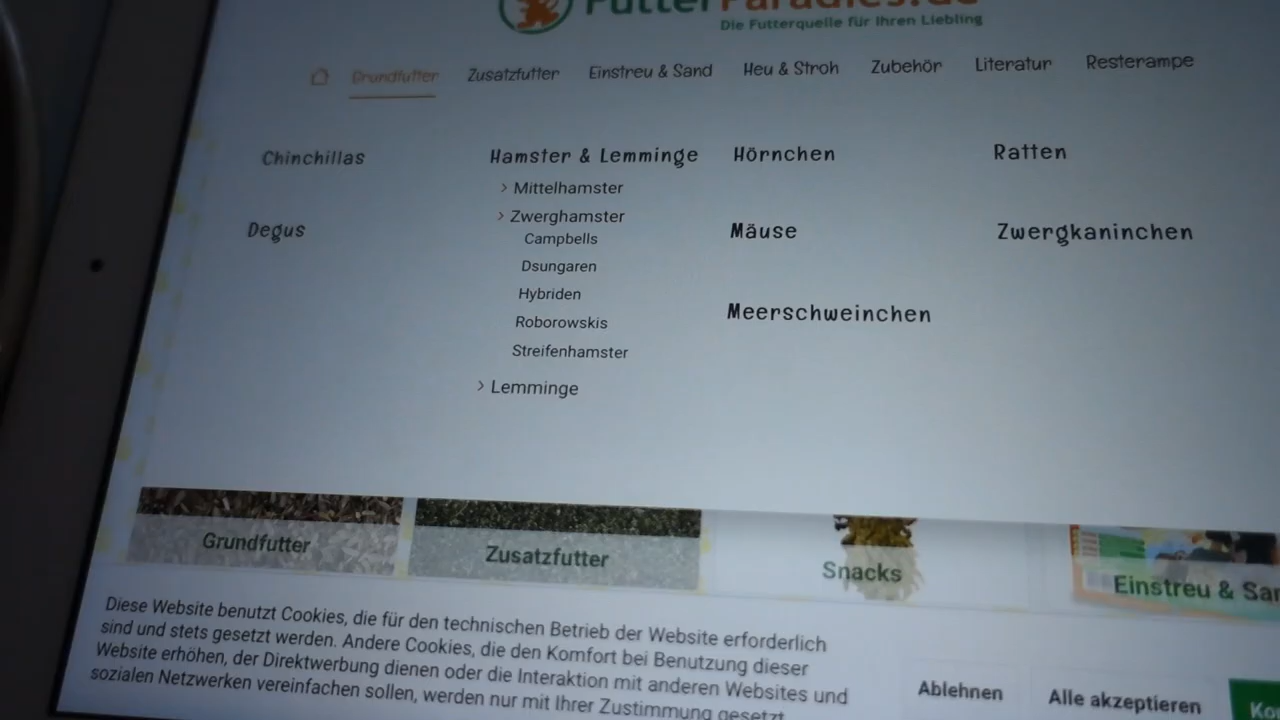 FutterParadies.de
Die Futterquelle für Ihren Liebling
Grundfutter Zusatzfutter Einstreu & Sand Heu & Stroh Zubehör Literatur Resterampe
Chinchillas
Degus
Hamster & Lemminge
> Mittelhamster
> Zwerghamster
Campbells
Dsungaren
Hybriden
Roborowskis
Streifenhamster
> Lemminge
Hörnchen
Mäuse
Meerschweinchen
Ratten
Zwergkaninchen
Grundfutter
Zusatzfutter
Snacks
Einstreu & Sa
Diese Website benutzt Cookies, die für den technischen Betrieb der Website erforderlich
sind und stets gesetzt werden. Andere Cookies, die den Komfort bei Benutzung dieser
Website erhöhen, der Direktwerbung dienen oder die Interaktion mit anderen Websites und
sozialen Netzwerken vereinfachen sollen, werden nur mit Ihrer Zustimmung gesetzt
Ablehnen
Alle akzeptieren